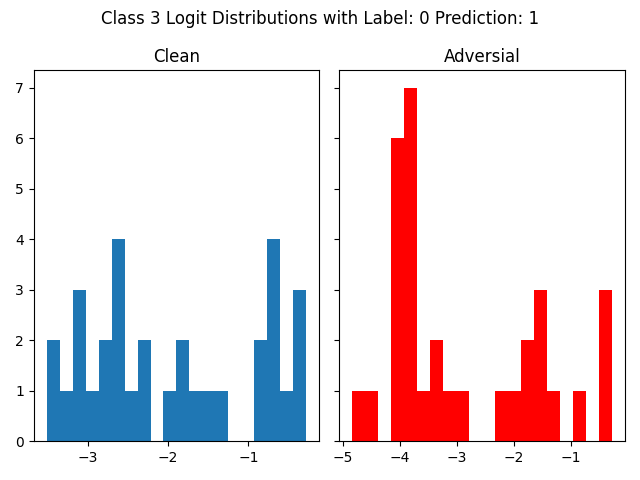 Class 3 Logit Distributions with Label: 0 Prediction: 1
Clean
Adversial
7
6
5
4
3
2
1
0
−3 −2 −1
−5 −4 −3 −2 −1